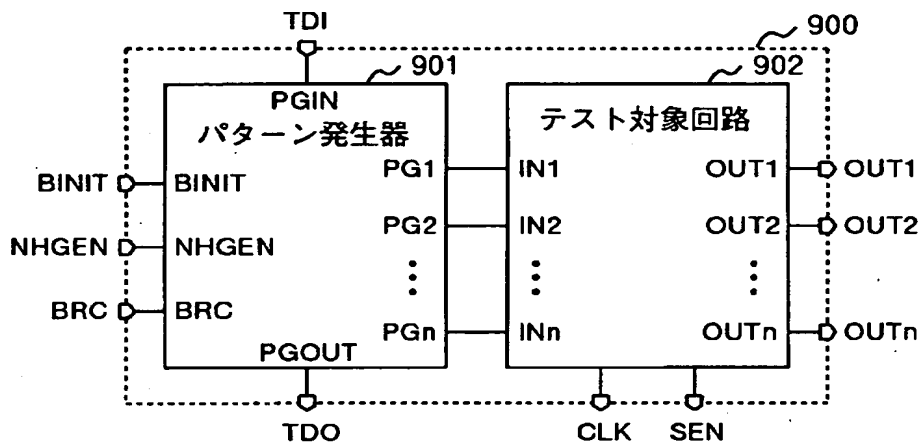 TDI
900
901
902
PGIN
パターン発生器
テスト対象回路
PG1
IN1
OUT1
OUT1
BINIT
BINIT
PG2
IN2
OUT2
OUT2
NHGEN
NHGEN
BRC
BRC
PGn
INn
OUTn
OUTn
PGOUT
TDO
CLK
SEN